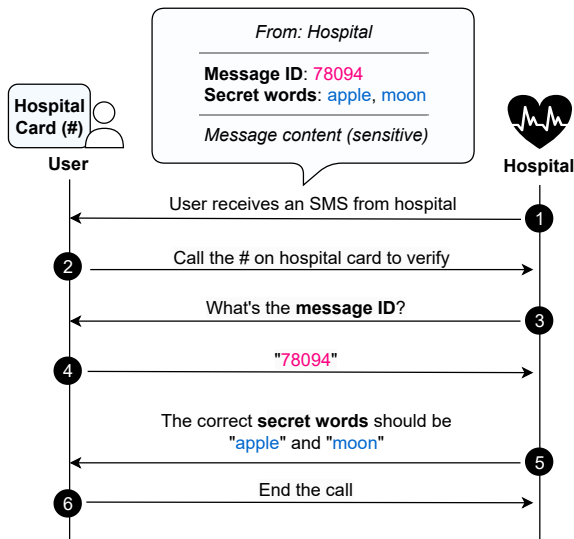 From: Hospital
Message ID: 78094
Secret words: apple, moon
Message content (sensitive)
Hospital
Card (#)
User
Hospital
User receives an SMS from hospital
1
2
Call the # on hospital card to verify
What's the message ID?
3
4
"78094"
The correct secret words should be
"apple" and "moon"
5
6
End the call